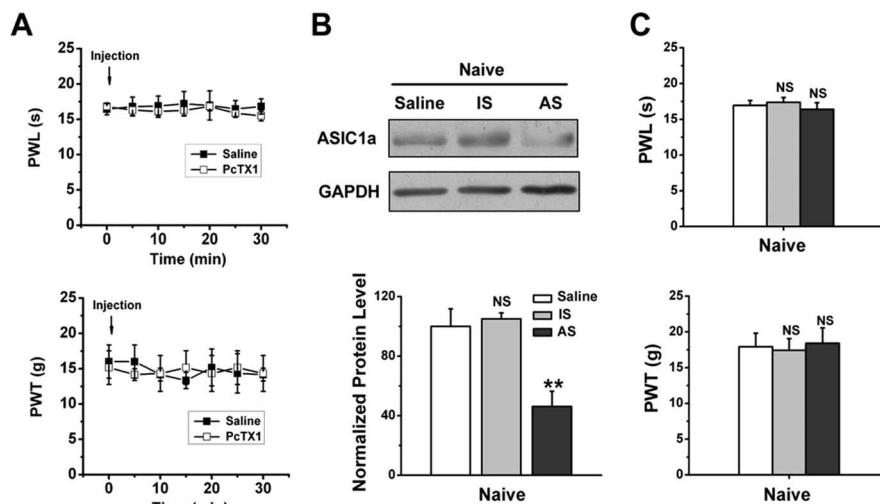 A
25
20
15
10
5
0
PWL (s)
Injection
Saline
PcTX1
0 10 20 30
Time (min)
25
20
15
10
5
0
PWT (g)
Injection
Saline
PcTX1
0 10 20 30
Time (min)
B
Naive
Saline IS AS
ASIC1a
GAPDH
Normalized Protein Level
120
80
40
0
NS
**
Saline
IS
AS
Naive
C
25
20
15
10
5
0
PWL (s)
NS NS
Naive
25
20
15
10
5
0
PWT (g)
NS NS
Naive